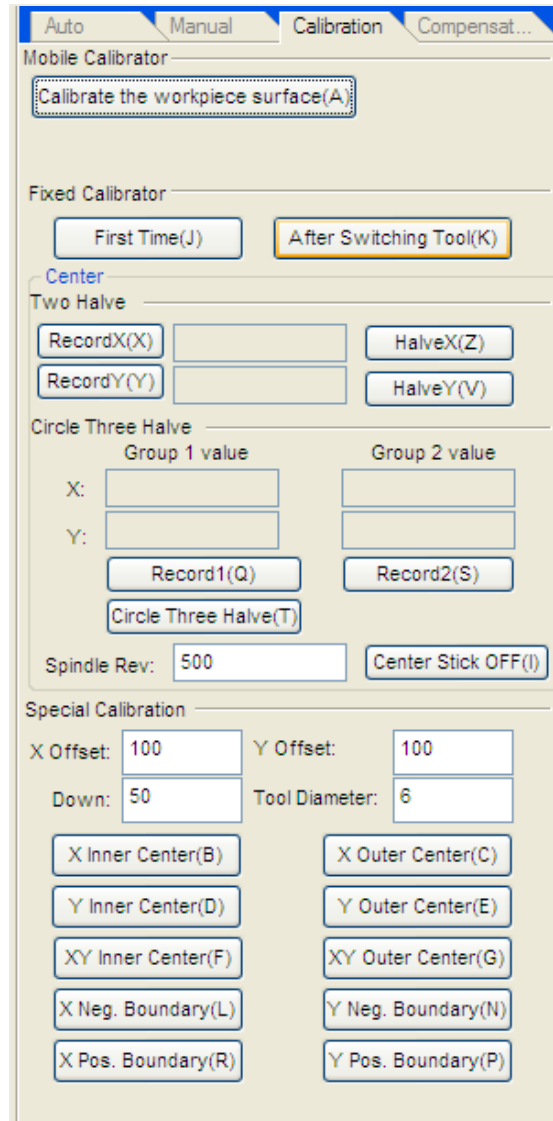 Auto Manual Calibration Compensat...
Mobile Calibrator
Calibrate the workpiece surface(A)
Fixed Calibrator
First Time(J) After Switching Tool(K)
Center
Two Halve
RecordX(X) HalveX(Z)
RecordY(Y) HalveY(V)
Circle Three Halve
Group 1 value Group 2 value
X:
Y:
Record1(Q) Record2(S)
Circle Three Halve(T)
Spindle Rev: 500 Center Stick OFF(I)
Special Calibration
X Offset: 100 Y Offset: 100
Down: 50 Tool Diameter: 6
X Inner Center(B) X Outer Center(C)
Y Inner Center(D) Y Outer Center(E)
XY Inner Center(F) XY Outer Center(G)
X Neg. Boundary(L) Y Neg. Boundary(N)
X Pos. Boundary(R) Y Pos. Boundary(P)